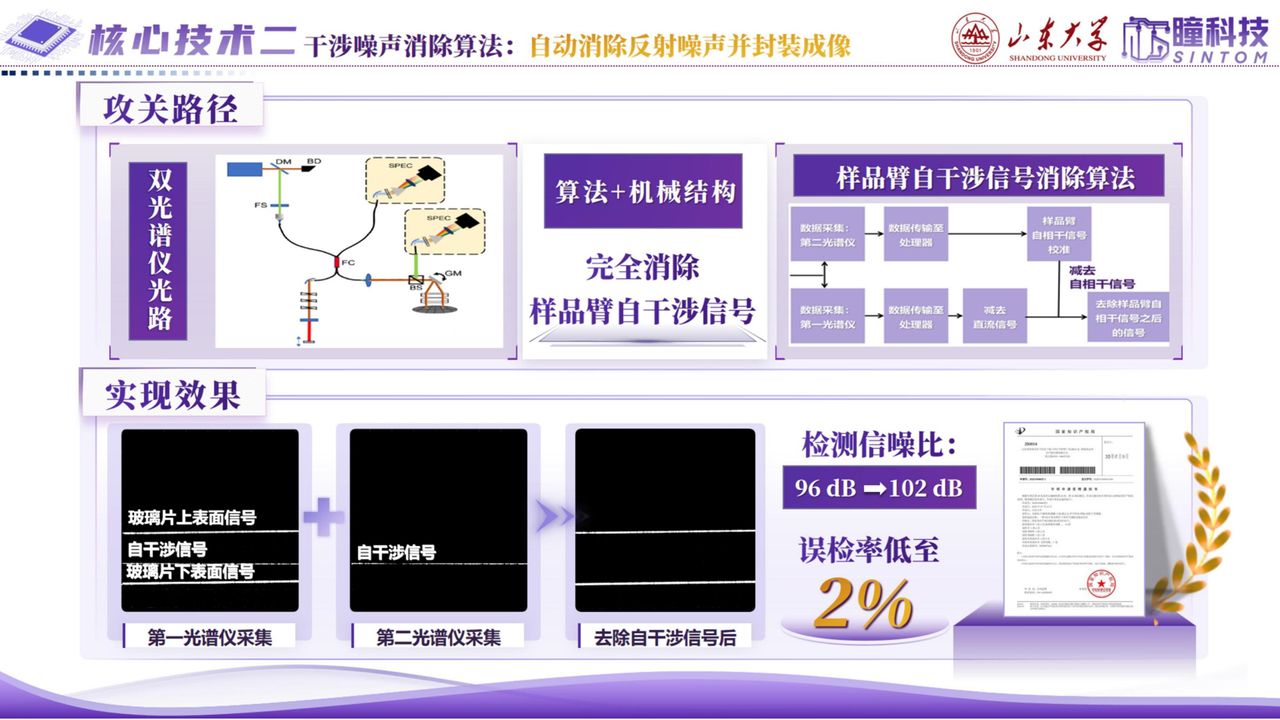 核心技术二 干涉噪声消除算法：自动消除反射噪声并封装成像
山东大学
SHANDONG UNIVERSITY
1901
瞳科技
SINTOM
攻关路径
双光谱仪光路
DM
BD
FS
FC
SPEC
SPEC
BS
GM
算法+机械结构
完全消除
样品臂自干涉信号
样品臂自干涉信号消除算法
数据采集：
第二光谱仪
数据传输至
处理器
样品臂
自相干信号
校准
减去
自相干信号
数据采集：
第一光谱仪
数据传输至
处理器
减去
直流信号
去除样品臂自
相干信号之后
的信号
实现效果
玻璃片上表面信号
自干涉信号
玻璃片下表面信号
第一光谱仪采集
自干涉信号
第二光谱仪采集
去除自干涉信号后
检测信噪比：
96 dB ➡102 dB
误检率低至
2%
国家知识产权局